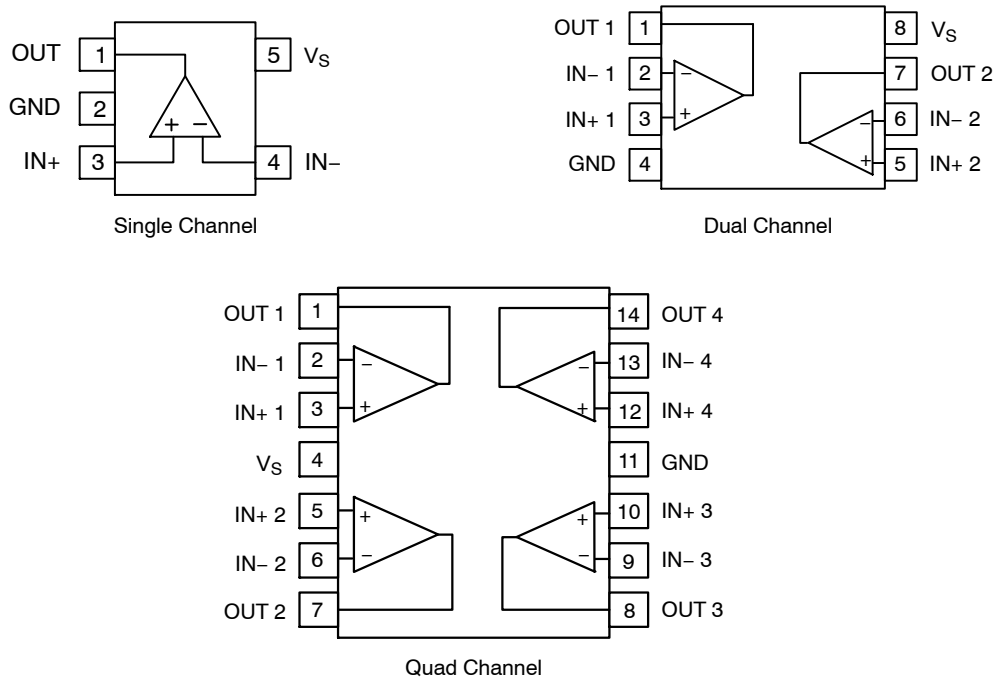 OUT 1 5 V_S
GND 2
IN+ 3 + − 4 IN−
Single Channel
OUT 1 1 8 V_S
IN− 1 2 − 7 OUT 2
IN+ 1 3 + − 6 IN− 2
GND 4 + 5 IN+ 2
Dual Channel
OUT 1 1 14 OUT 4
IN− 1 2 − − 13 IN− 4
IN+ 1 3 + + 12 IN+ 4
V_S 4 11 GND
IN+ 2 5 + + 10 IN+ 3
IN− 2 6 − − 9 IN− 3
OUT 2 7 8 OUT 3
Quad Channel